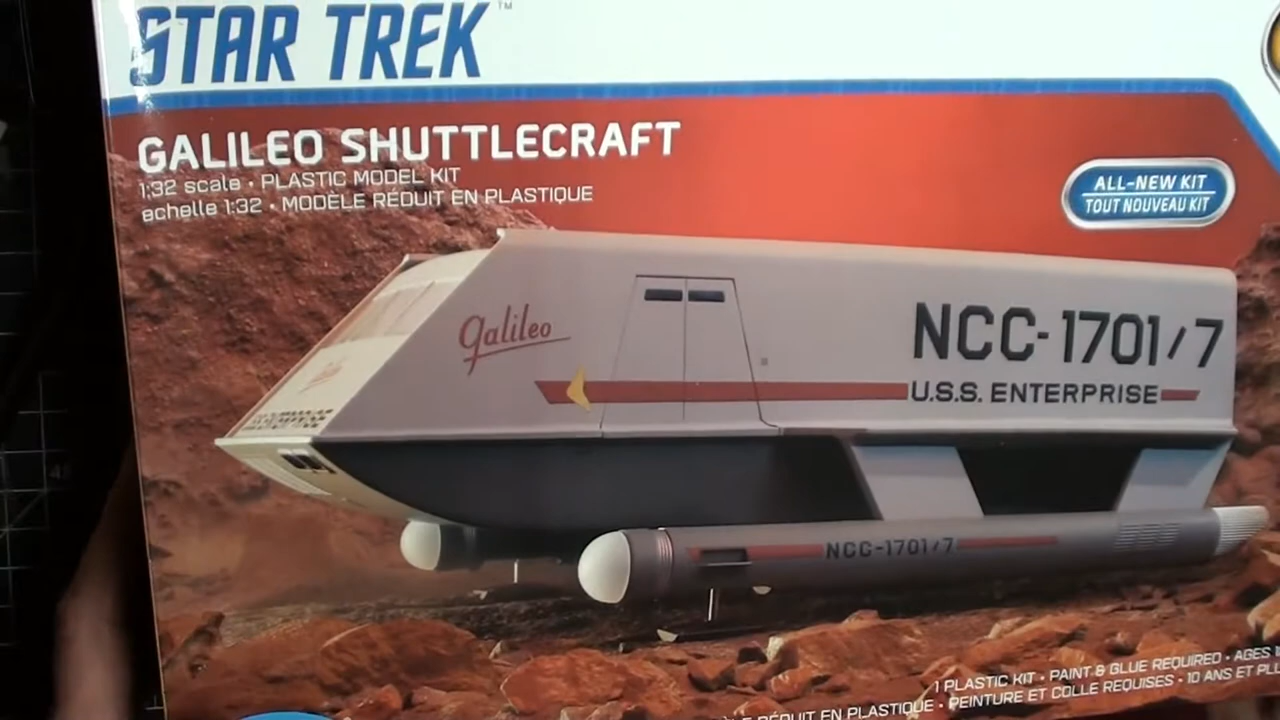 STAR TREK™
GALILEO SHUTTLECRAFT
1:32 scale • PLASTIC MODEL KIT
echelle 1:32 • MODÈLE RÉDUIT EN PLASTIQUE
ALL-NEW KIT
TOUT NOUVEAU KIT
Galileo
NCC-1701/7
U.S.S. ENTERPRISE
NCC-1701/7
1 PLASTIC KIT • PAINT & GLUE REQUIRED • AGES
RÉDUIT EN PLASTIQUE • PEINTURE ET COLLE REQUISES • 10 ANS ET